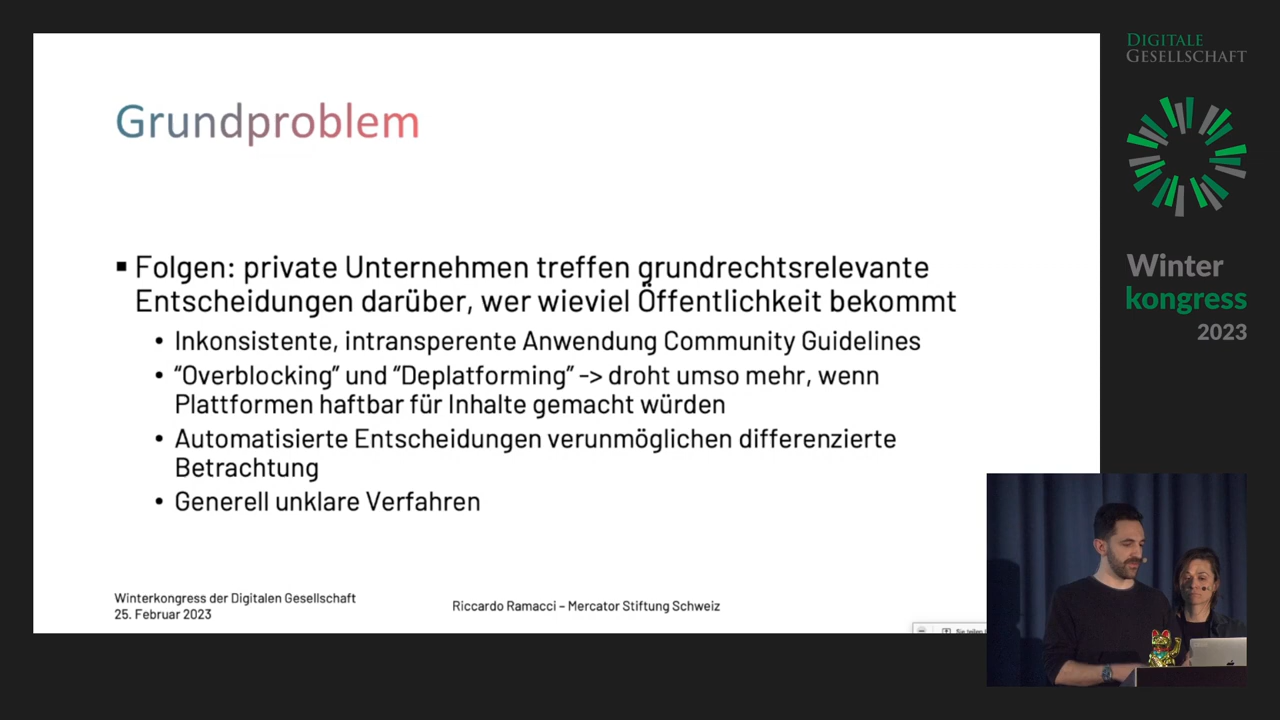 Grundproblem
▪ Folgen: private Unternehmen treffen grundrechtsrelevante
Entscheidungen darüber, wer wieviel Öffentlichkeit bekommt
• Inkonsistente, intransperente Anwendung Community Guidelines
• “Overblocking” und “Deplatforming” -> droht umso mehr, wenn
Plattformen haftbar für Inhalte gemacht würden
• Automatisierte Entscheidungen verunmöglichen differenzierte
Betrachtung
• Generell unklare Verfahren
Winterkongress der Digitalen Gesellschaft
25. Februar 2023
Riccardo Ramacci – Mercator Stiftung Schweiz
DIGITALE
GESELLSCHAFT
Winter
kongress
2023